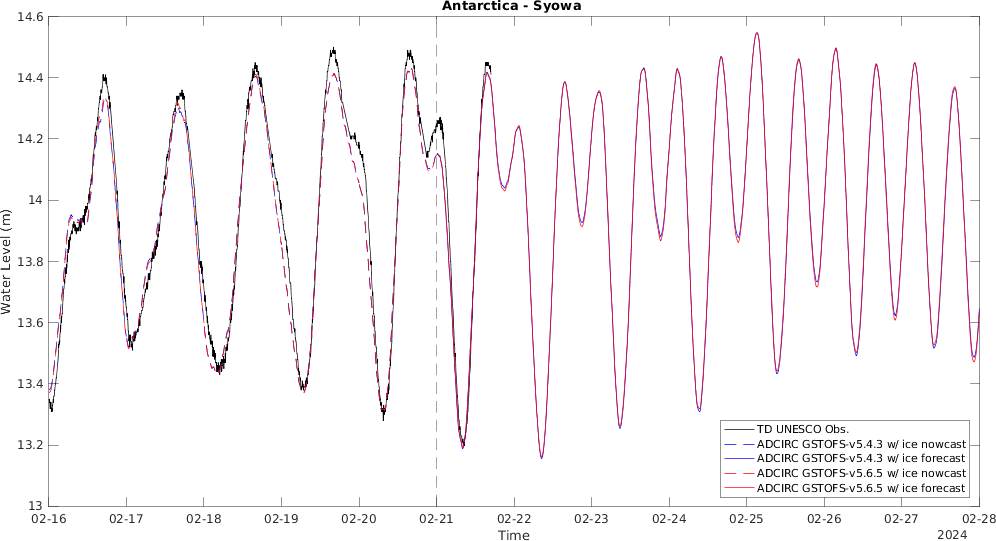 Antarctica - Syowa
14.6
14.4
14.2
14
13.8
13.6
13.4
13.2
13
Water Level (m)
TD UNESCO Obs.
ADCIRC GSTOFS-v5.4.3 w/ ice nowcast
ADCIRC GSTOFS-v5.4.3 w/ ice forecast
ADCIRC GSTOFS-v5.6.5 w/ ice nowcast
ADCIRC GSTOFS-v5.6.5 w/ ice forecast
02-16 02-17 02-18 02-19 02-20 02-21 02-22 02-23 02-24 02-25 02-26 02-27 02-28
Time
2024